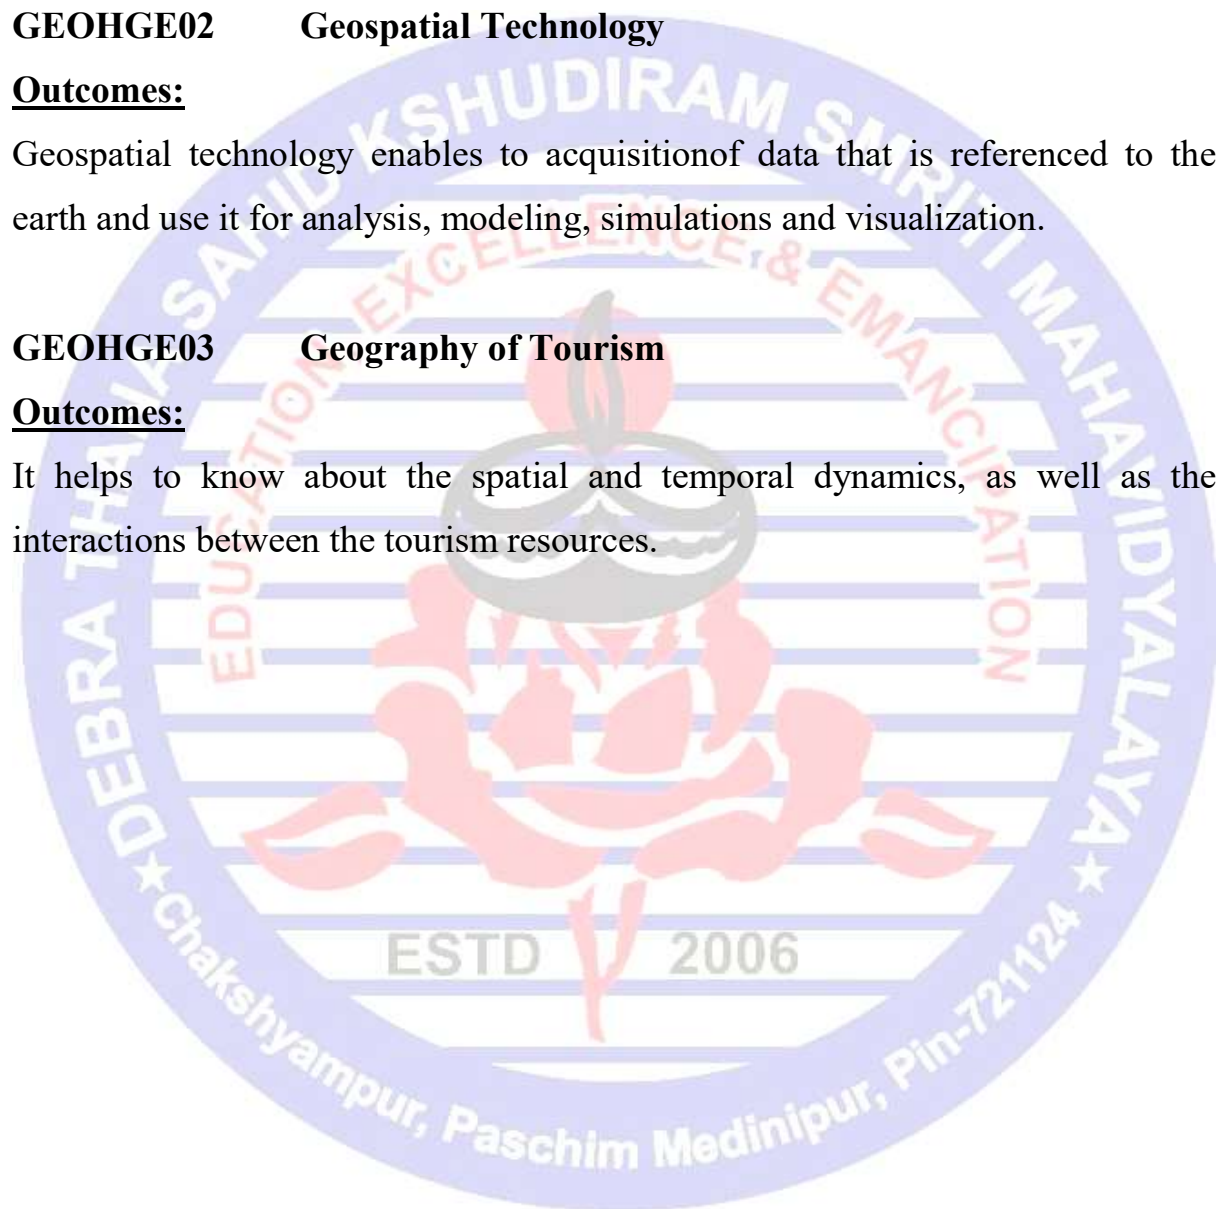 GEOHGE02 Geospatial Technology
Outcomes:
Geospatial technology enables to acquisitionof data that is referenced to the
earth and use it for analysis, modeling, simulations and visualization.
GEOHGE03 Geography of Tourism
Outcomes:
It helps to know about the spatial and temporal dynamics, as well as the
interactions between the tourism resources.
DEBRA THANA SAHID KSHUDIRAM SMRITI MAHAVIDYALAYA
EDUCATION, EXCELLENCE & EMANCIPATION
ESTD 2006
Chakshyampur, Paschim Medinipur, Pin-721124